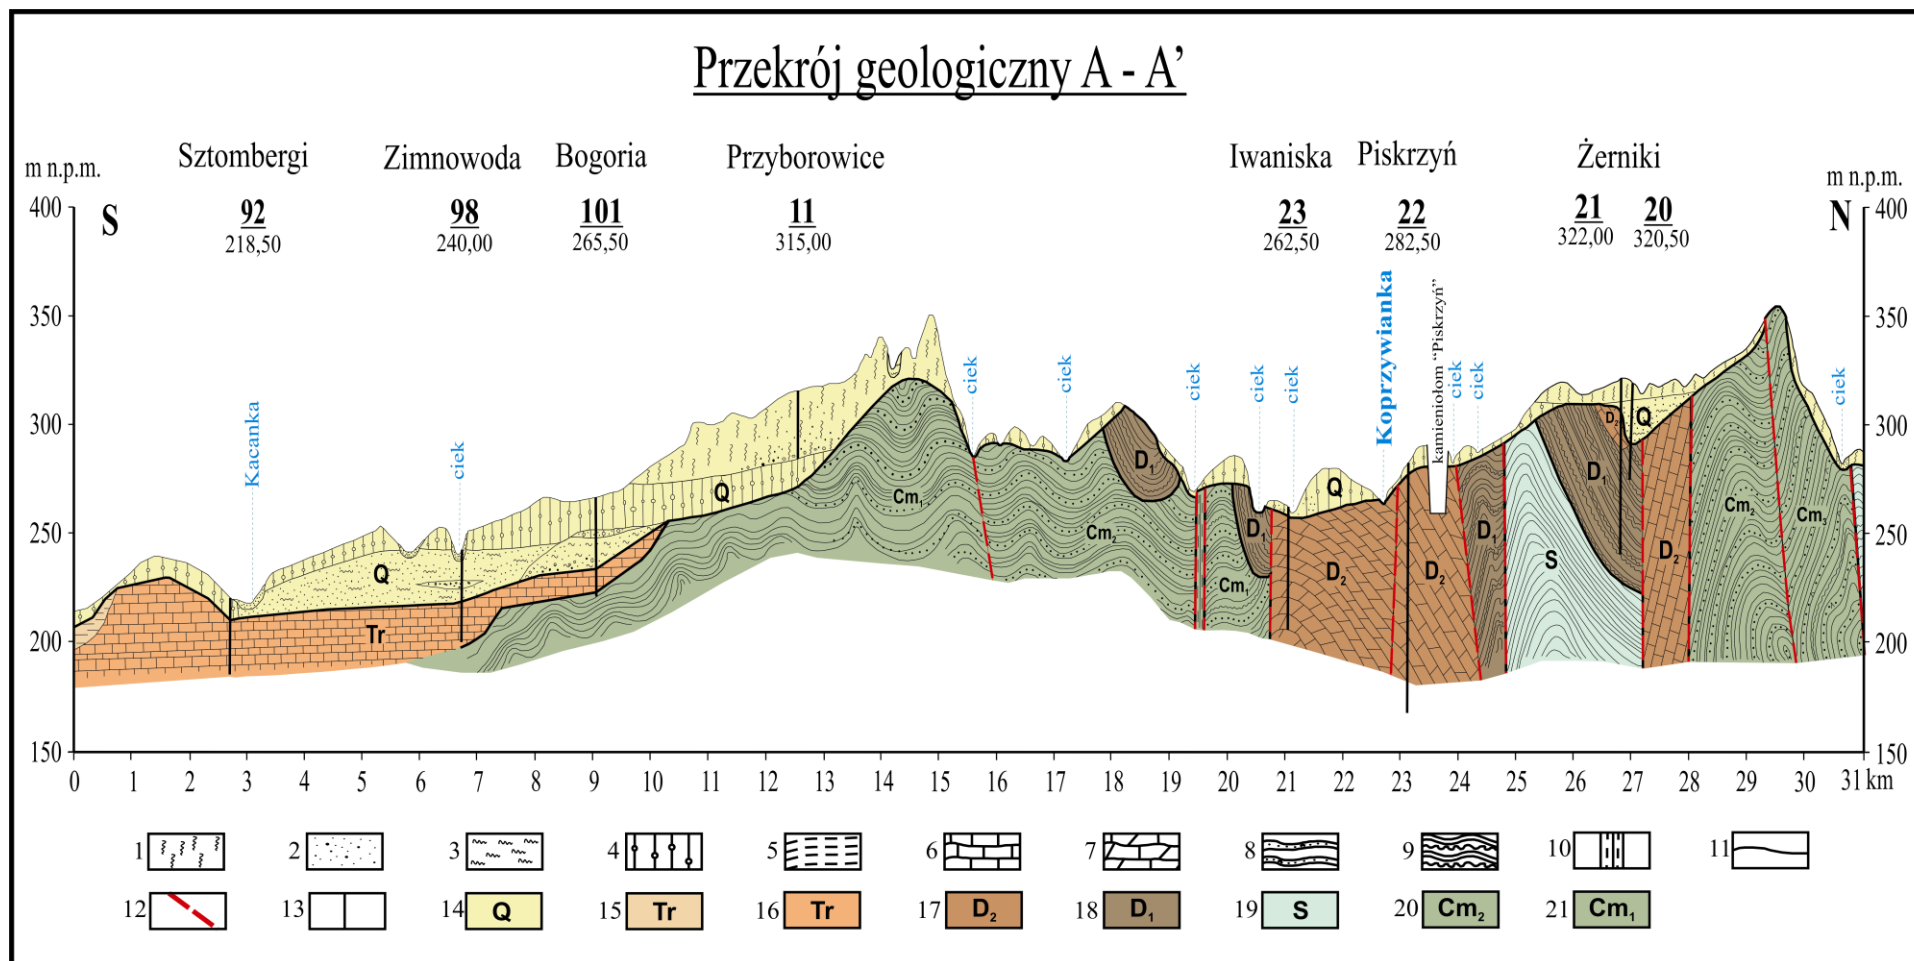 Przekrój geologiczny A - A’
Sztombergi Zimnowoda Bogoria Przyborowice Iwaniska Piskrzyń Żerniki
m n.p.m. m n.p.m.
92 98 101 11 23 22 21 20
218,50 240,00 265,50 315,00 262,50 282,50 322,00 320,50
400 S N 400
350 350
300 300
250 250
200 200
150 150
Kacanka
ciek
ciek
ciek
ciek
ciek
ciek
Koprzywianka
kamieniołom “Piskrzyń”
ciek
ciek
ciek
Q
Tr
Q
Cm1
Cm2
D1
Cm1
D1
D2
Q
D2
D1
S
D1
D2
Q
D2
Cm2
Cm3
0 1 2 3 4 5 6 7 8 9 10 11 12 13 14 15 16 17 18 19 20 21 22 23 24 25 26 27 28 29 30 31 km
1 2 3 4 5 6 7 8 9 10 11
12 13 14 Q 15 Tr 16 Tr 17 D2 18 D1 19 S 20 Cm2 21 Cm1